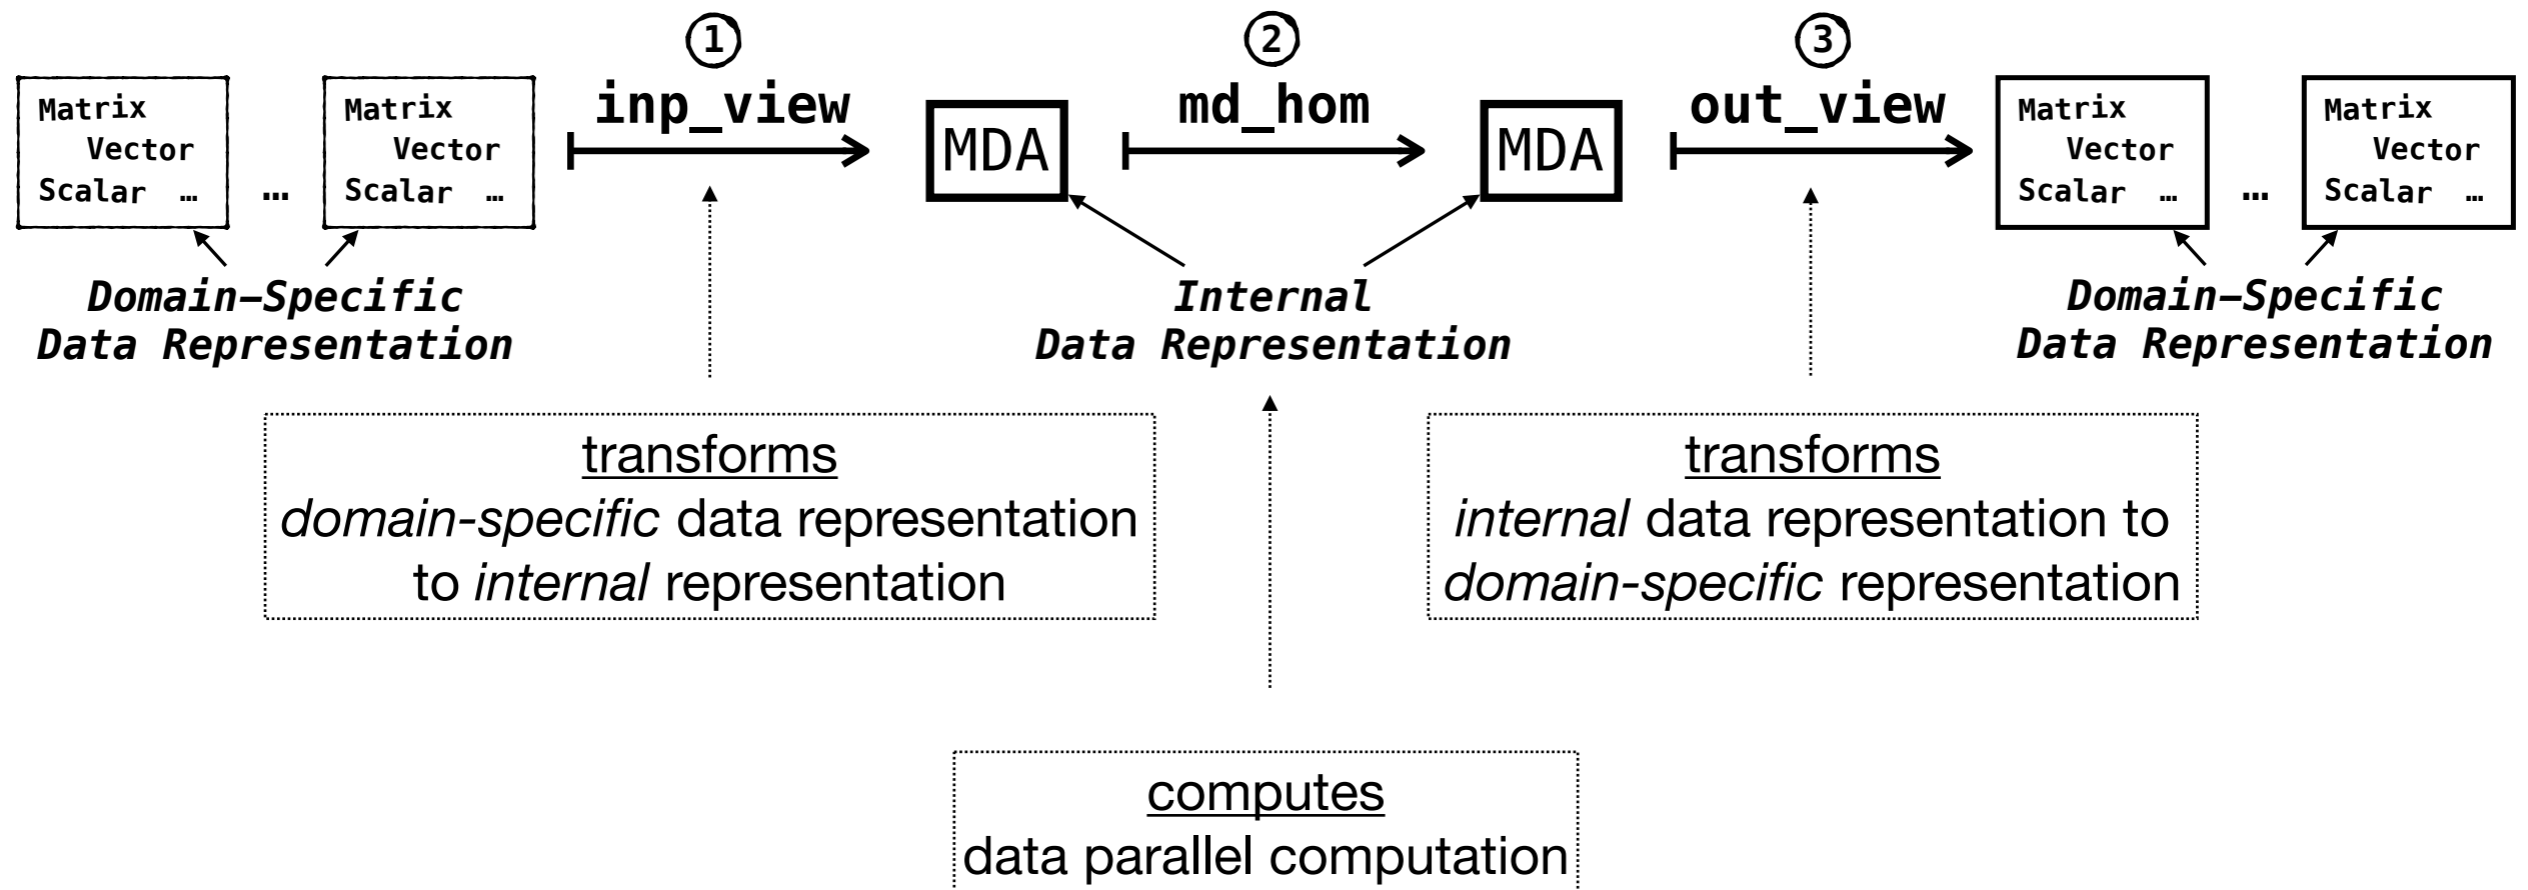 1
2
3
inp_view
md_hom
out_view
Matrix
Vector
Scalar …
…
Matrix
Vector
Scalar …
MDA
MDA
Matrix
Vector
Scalar …
…
Matrix
Vector
Scalar …
Domain–Specific
Data Representation
Internal
Data Representation
Domain–Specific
Data Representation
transforms
domain-specific data representation
to internal representation
transforms
internal data representation to
domain-specific representation
computes
data parallel computation